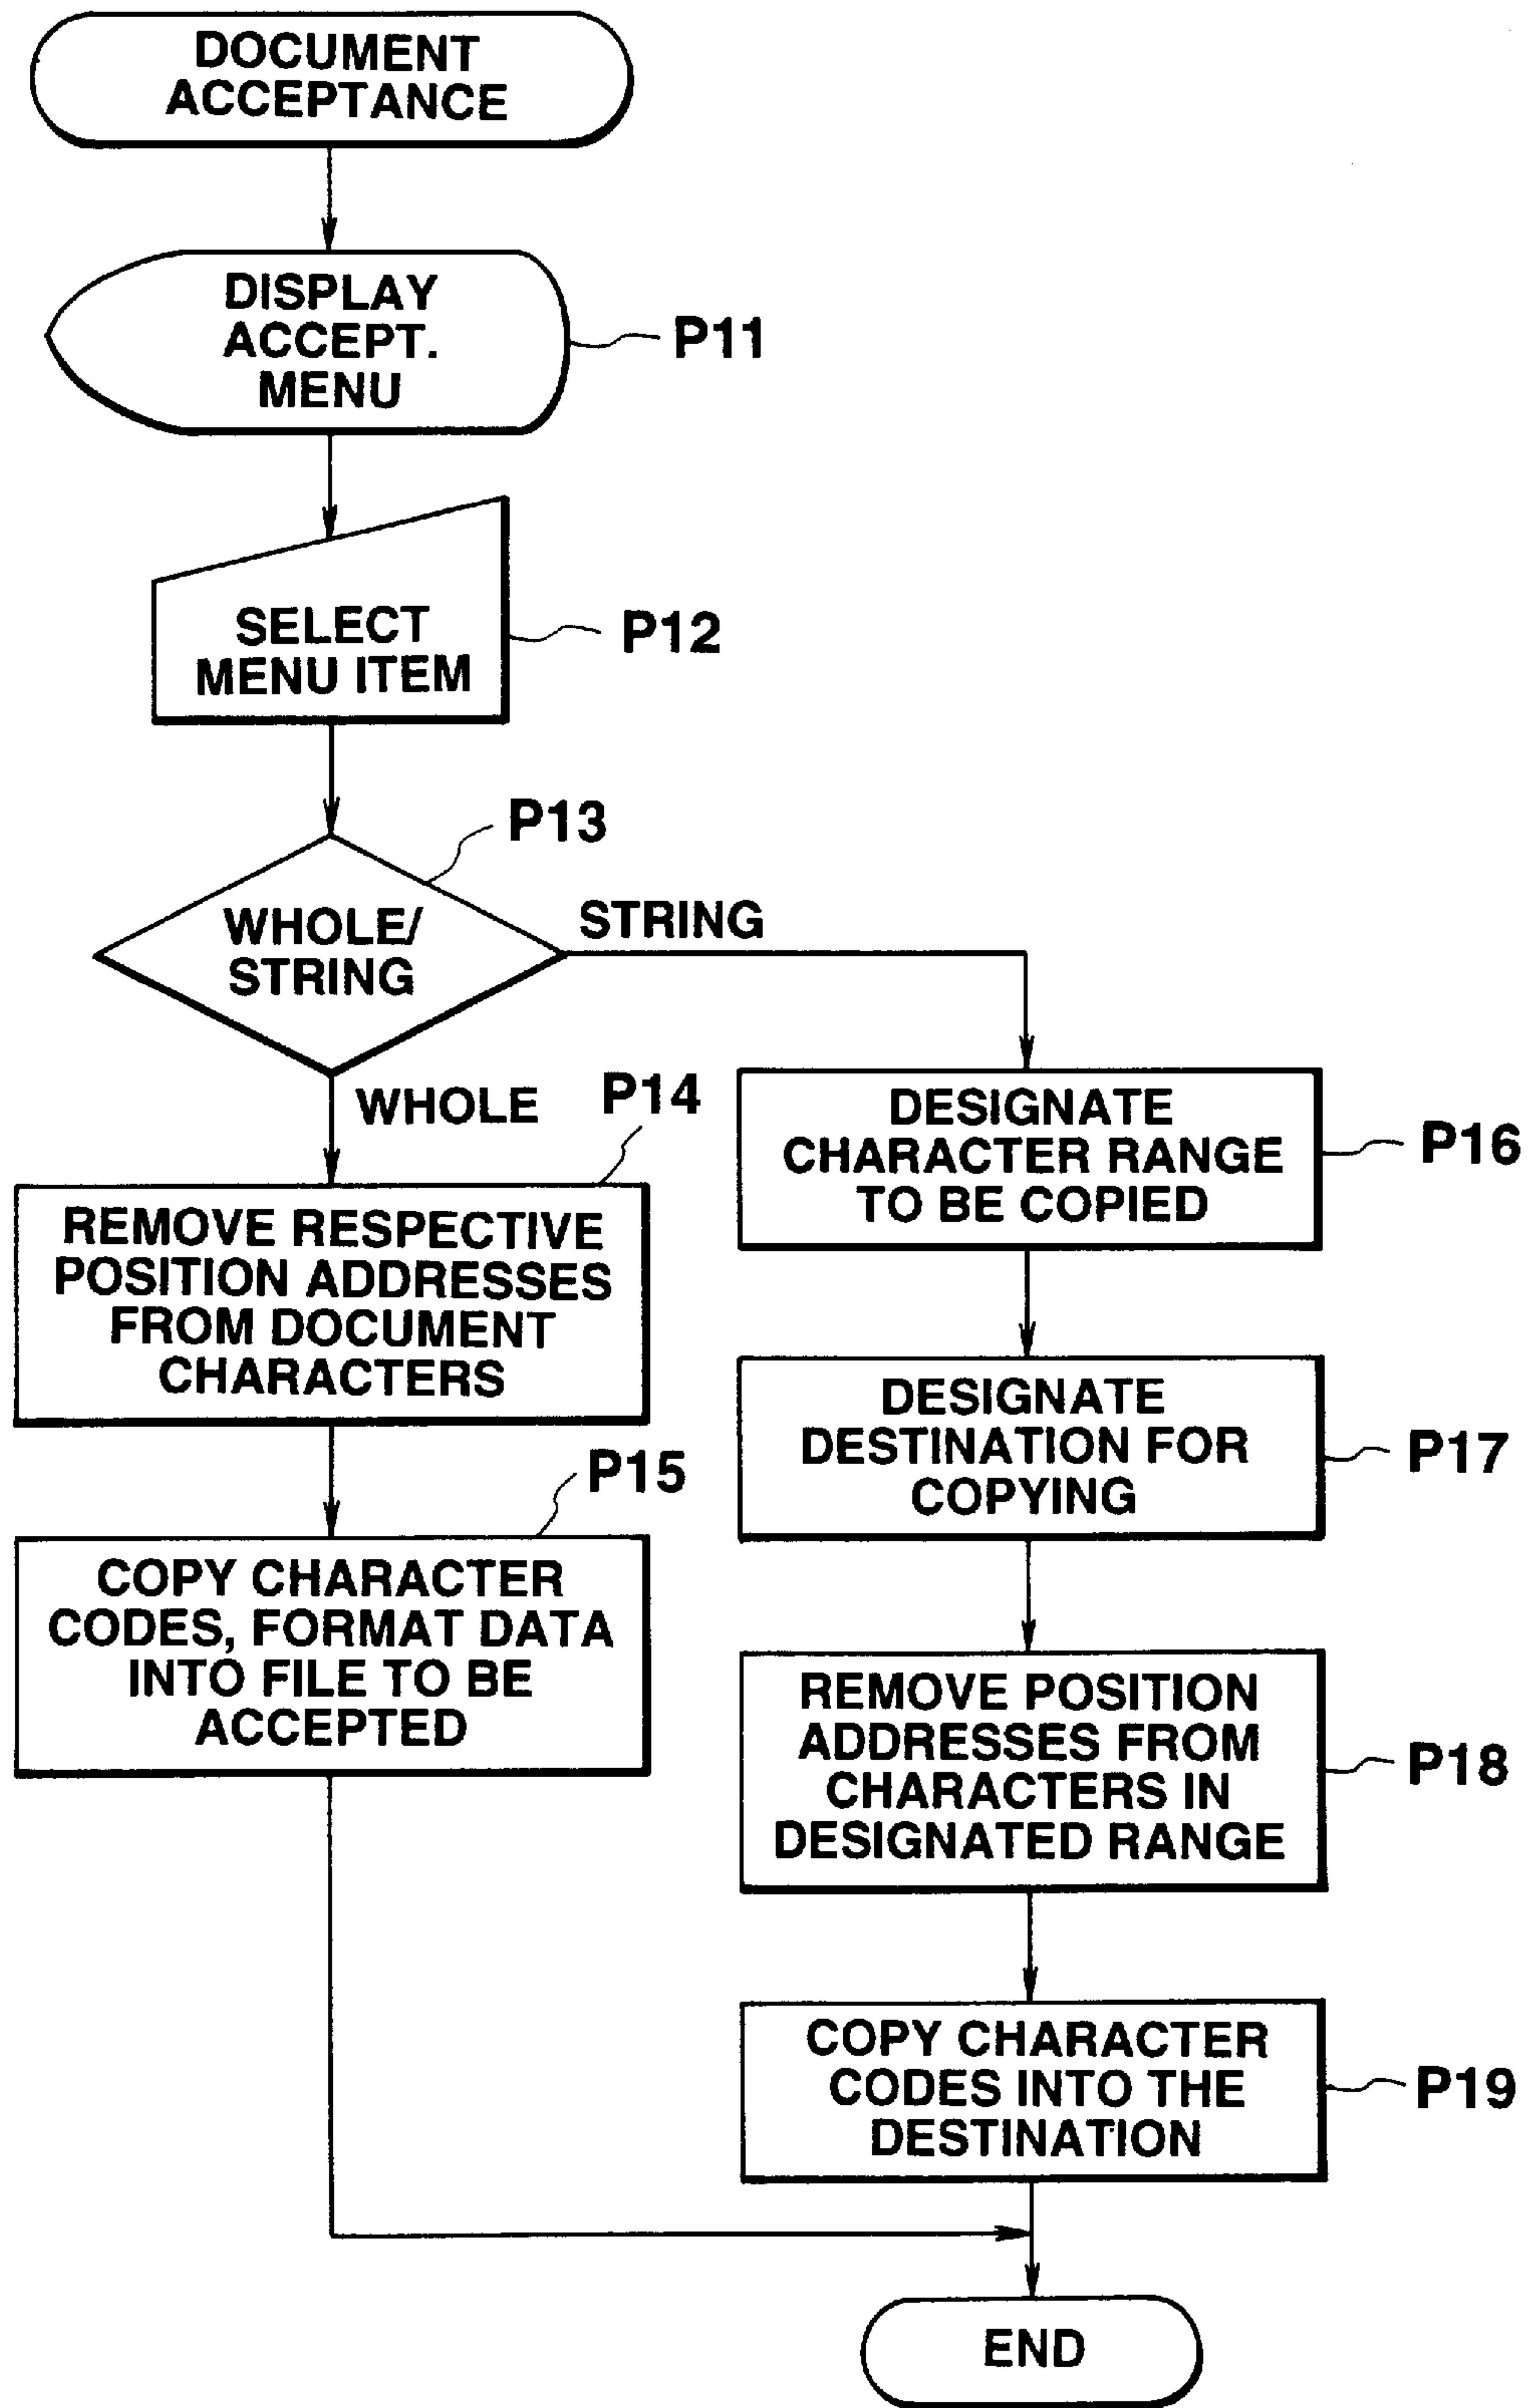 DOCUMENT
ACCEPTANCE
DISPLAY
ACCEPT.
MENU
P11
SELECT
MENU ITEM
P12
P13
WHOLE/
STRING
STRING
WHOLE
P14
REMOVE RESPECTIVE
POSITION ADDRESSES
FROM DOCUMENT
CHARACTERS
P15
COPY CHARACTER
CODES, FORMAT DATA
INTO FILE TO BE
ACCEPTED
DESIGNATE
CHARACTER RANGE
TO BE COPIED
P16
DESIGNATE
DESTINATION FOR
COPYING
P17
REMOVE POSITION
ADDRESSES FROM
CHARACTERS IN
DESIGNATED RANGE
P18
COPY CHARACTER
CODES INTO THE
DESTINATION
P19
END